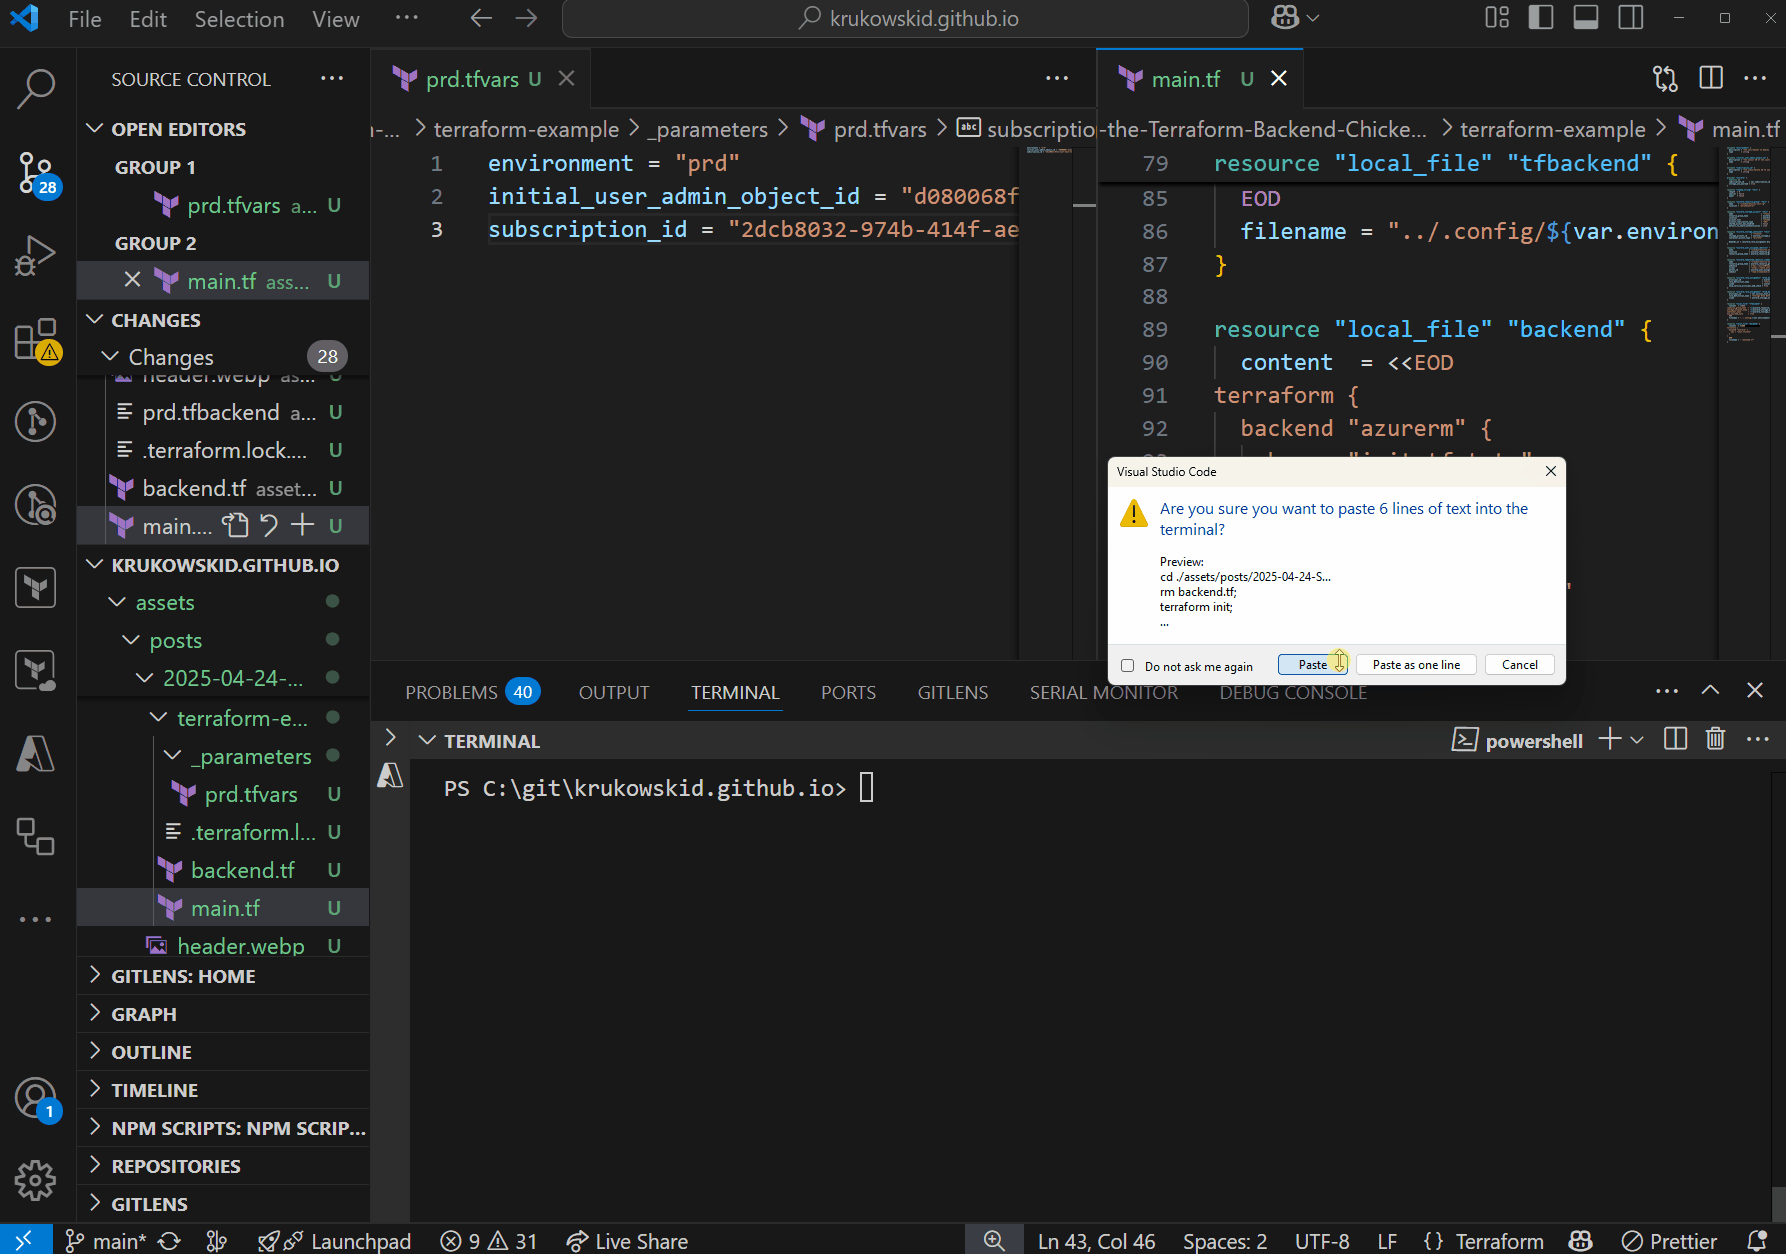 File Edit Selection View ···
krukowskid.github.io
SOURCE CONTROL ···
OPEN EDITORS
GROUP 1
prd.tfvars a... U
GROUP 2
main.tf ass... U
CHANGES
Changes 28
header.webp as... U
prd.tfbackend a... U
.terraform.lock.... U
backend.tf asset... U
main.... U
KRUKOWSKID.GITHUB.IO
assets
posts
2025-04-24-...
terraform-e...
_parameters
prd.tfvars U
.terraform.l... U
backend.tf U
main.tf U
header.webp U
GITLENS: HOME
GRAPH
OUTLINE
TIMELINE
NPM SCRIPTS: NPM SCRIP...
REPOSITORIES
GITLENS
28
1
prd.tfvars U
terraform-example > _parameters > prd.tfvars > abc subscriptio
1 environment = "prd"
2 initial_user_admin_object_id = "d080068f
3 subscription_id = "2dcb8032-974b-414f-ae
main.tf U
-the-Terraform-Backend-Chicke... > terraform-example > main.tf
79 resource "local_file" "tfbackend" {
85 EOD
86 filename = "../.config/${var.environ
87 }
88
89 resource "local_file" "backend" {
90 content = <<EOD
91 terraform {
92 backend "azurerm" {
Visual Studio Code
Are you sure you want to paste 6 lines of text into the
terminal?
Preview:
cd ./assets/posts/2025-04-24-S...
rm backend.tf;
terraform init;
...
Do not ask me again Paste Paste as one line Cancel
PROBLEMS 40 OUTPUT TERMINAL PORTS GITLENS SERIAL MONITOR DEBUG CONSOLE
TERMINAL
powershell
PS C:\git\krukowskid.github.io>
main* Launchpad 9 31 Live Share Ln 43, Col 46 Spaces: 2 UTF-8 LF {} Terraform Prettier